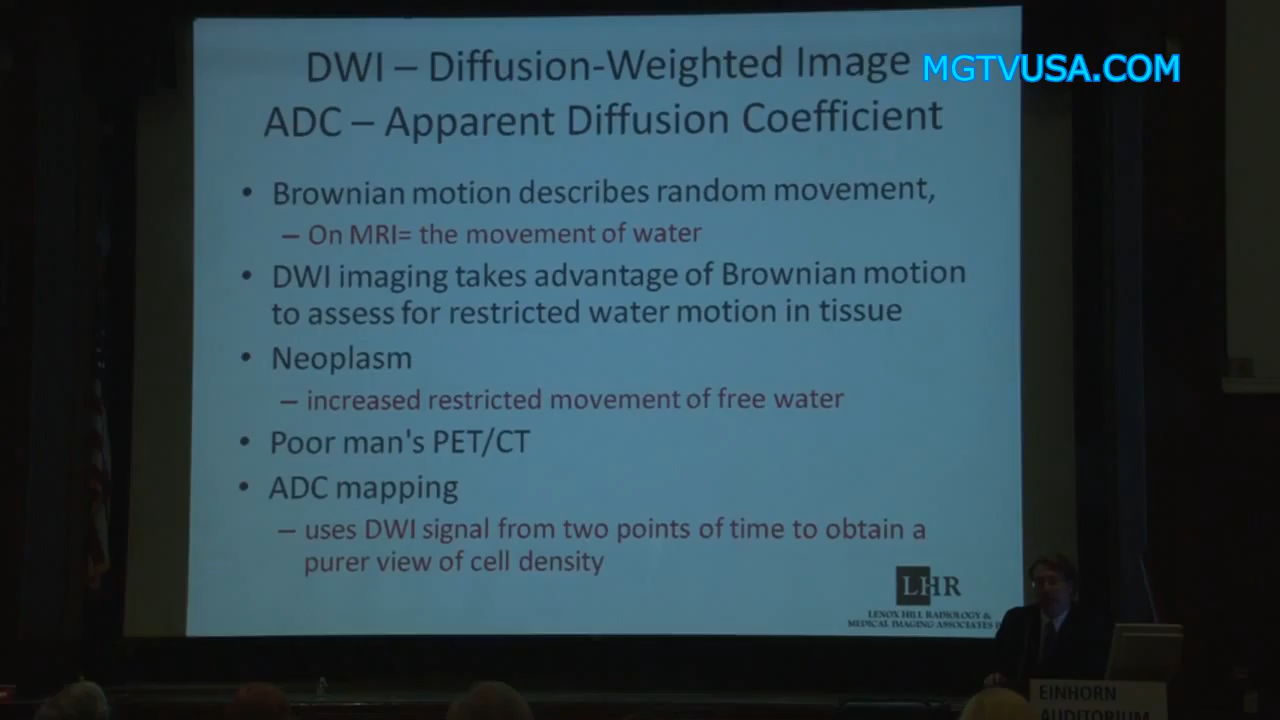 DWI – Diffusion-Weighted Image
MGTVUSA.COM
ADC – Apparent Diffusion Coefficient
• Brownian motion describes random movement,
– On MRI= the movement of water
• DWI imaging takes advantage of Brownian motion
to assess for restricted water motion in tissue
• Neoplasm
– increased restricted movement of free water
• Poor man's PET/CT
• ADC mapping
– uses DWI signal from two points of time to obtain a
purer view of cell density
LHR
LENOX HILL RADIOLOGY &
MEDICAL IMAGING ASSOCIATES
EINHORN
AUDITORIUM